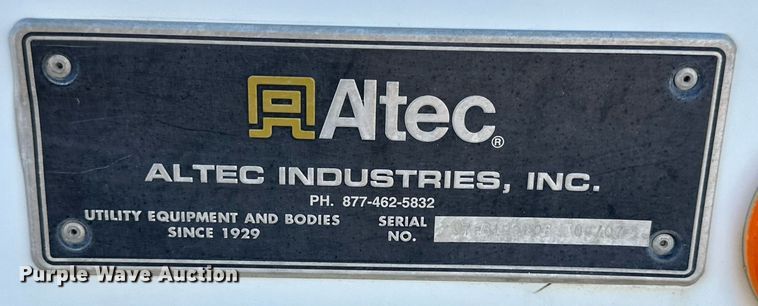 Altec®
ALTEC INDUSTRIES, INC.
PH. 877-462-5832
UTILITY EQUIPMENT AND BODIES
SINCE 1929
SERIAL
NO.
Purple Wave Auction